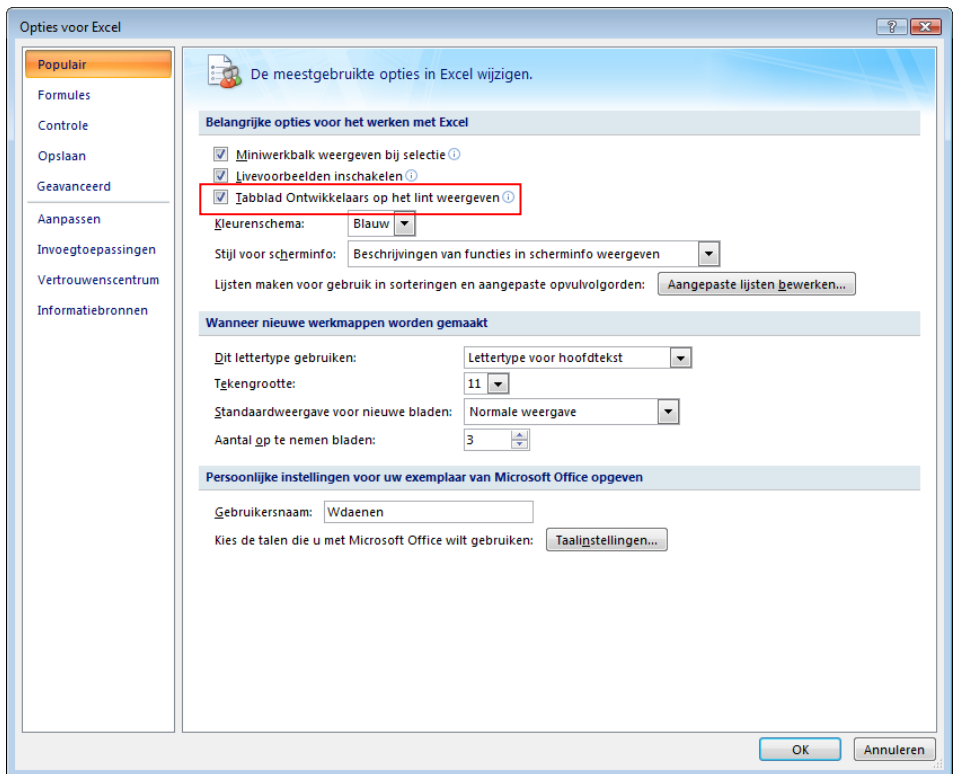 Opties voor Excel
Populair
Formules
Controle
Opslaan
Geavanceerd
Aanpassen
Invoegtoepassingen
Vertrouwenscentrum
Informatiebronnen
De meestgebruikte opties in Excel wijzigen.
Belangrijke opties voor het werken met Excel
Miniwerkbalk weergeven bij selectie
Livevoorbeelden inschakelen
Tabblad Ontwikkelaars op het lint weergeven
Kleurenschema: Blauw
Stijl voor scherminfo: Beschrijvingen van functies in scherminfo weergeven
Lijsten maken voor gebruik in sorteringen en aangepaste opvulvolgorden: Aangepaste lijsten bewerken...
Wanneer nieuwe werkmappen worden gemaakt
Dit lettertype gebruiken: Lettertype voor hoofdtekst
Tekengrootte: 11
Standaardweergave voor nieuwe bladen: Normale weergave
Aantal op te nemen bladen: 3
Persoonlijke instellingen voor uw exemplaar van Microsoft Office opgeven
Gebruikersnaam: Wdaenen
Kies de talen die u met Microsoft Office wilt gebruiken: Taalinstellingen...
OK Annuleren